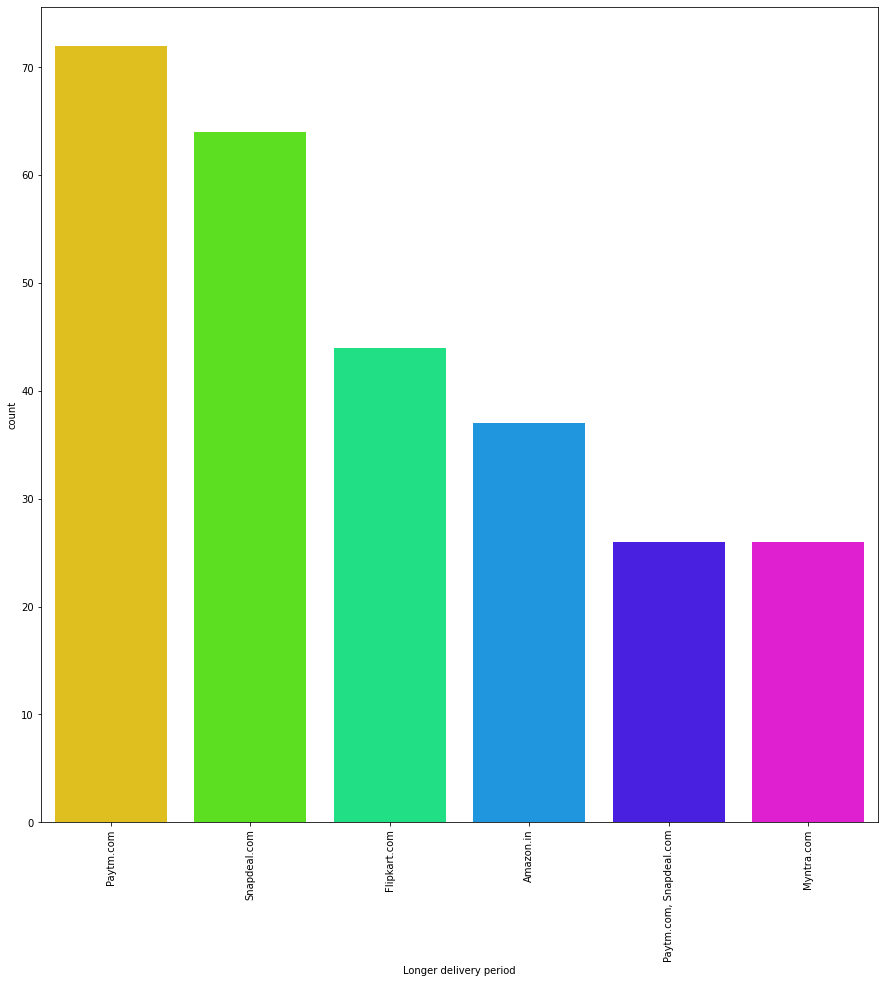 70
60
50
40
30
20
10
0
count
Paytm.com
Snapdeal.com
Flipkart.com
Amazon.in
Paytm.com, Snapdeal.com
Myntra.com
Longer delivery period